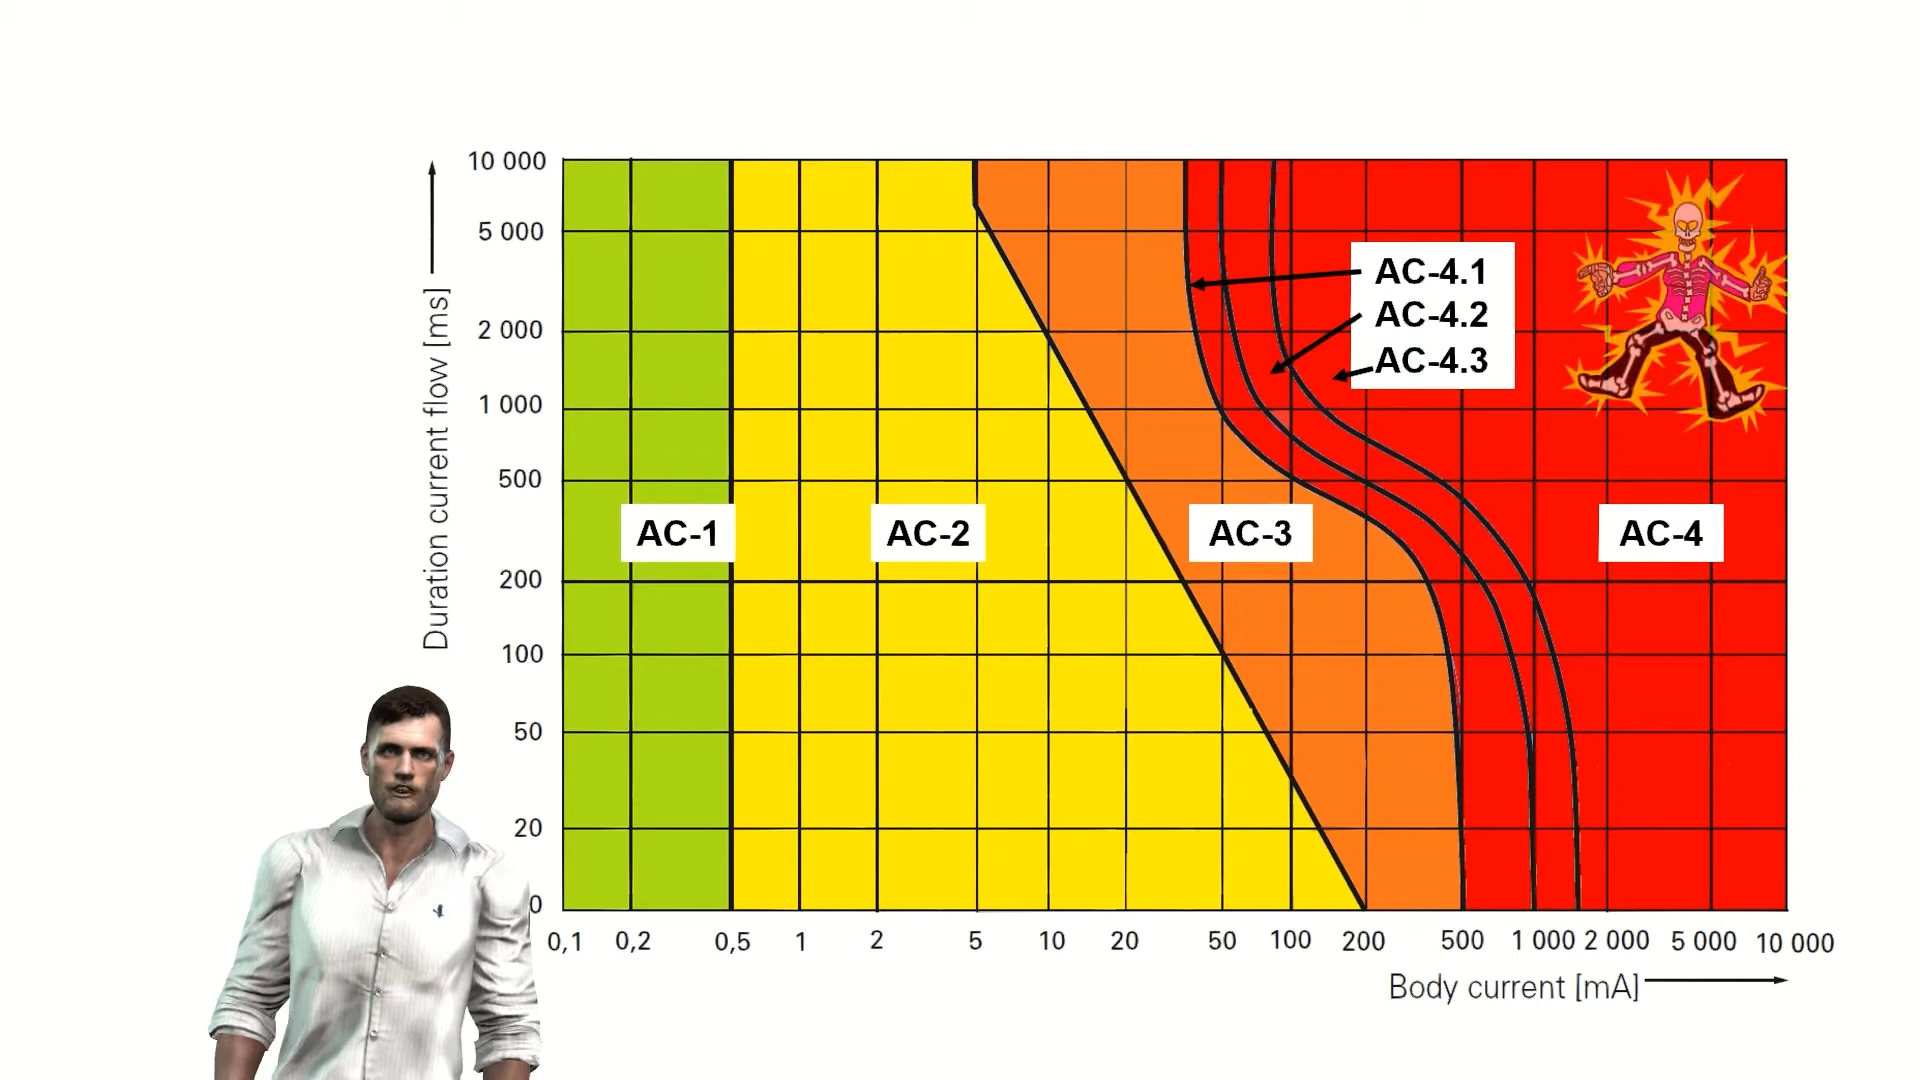 10 000
5 000
2 000
1 000
500
200
100
50
20
0
Duration current flow [ms]
AC-4.1
AC-4.2
AC-4.3
AC-1
AC-2
AC-3
AC-4
0,1 0,2 0,5 1 2 5 10 20 50 100 200 500 1 000 2 000 5 000 10 000
Body current [mA]